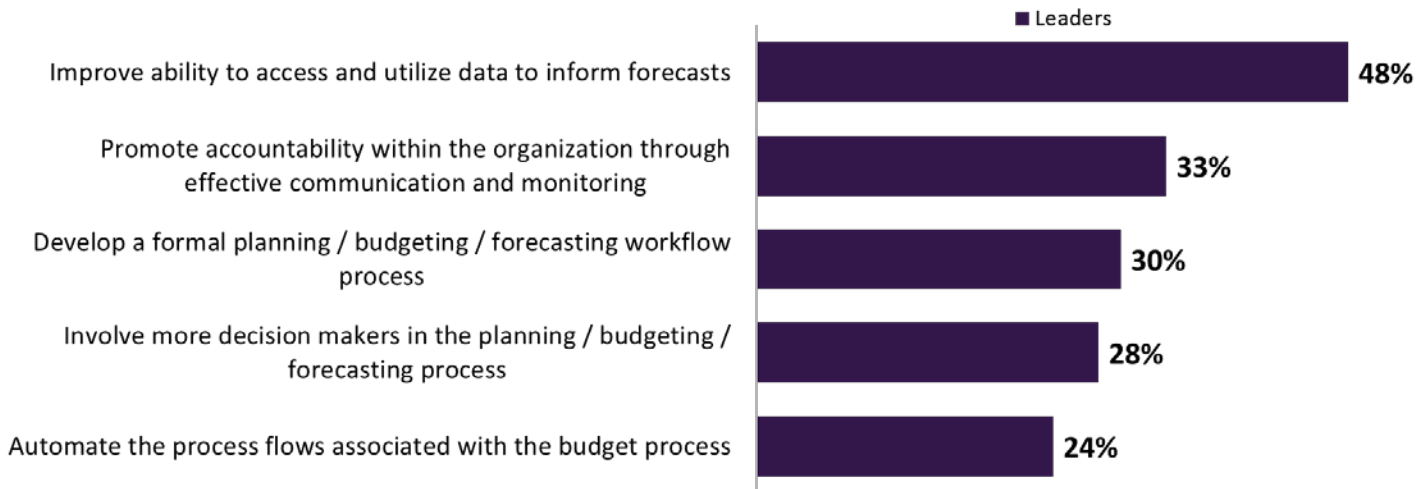 Leaders
Improve ability to access and utilize data to inform forecasts
48%
Promote accountability within the organization through
effective communication and monitoring
33%
Develop a formal planning / budgeting / forecasting workflow
process
30%
Involve more decision makers in the planning / budgeting /
forecasting process
28%
Automate the process flows associated with the budget process
24%